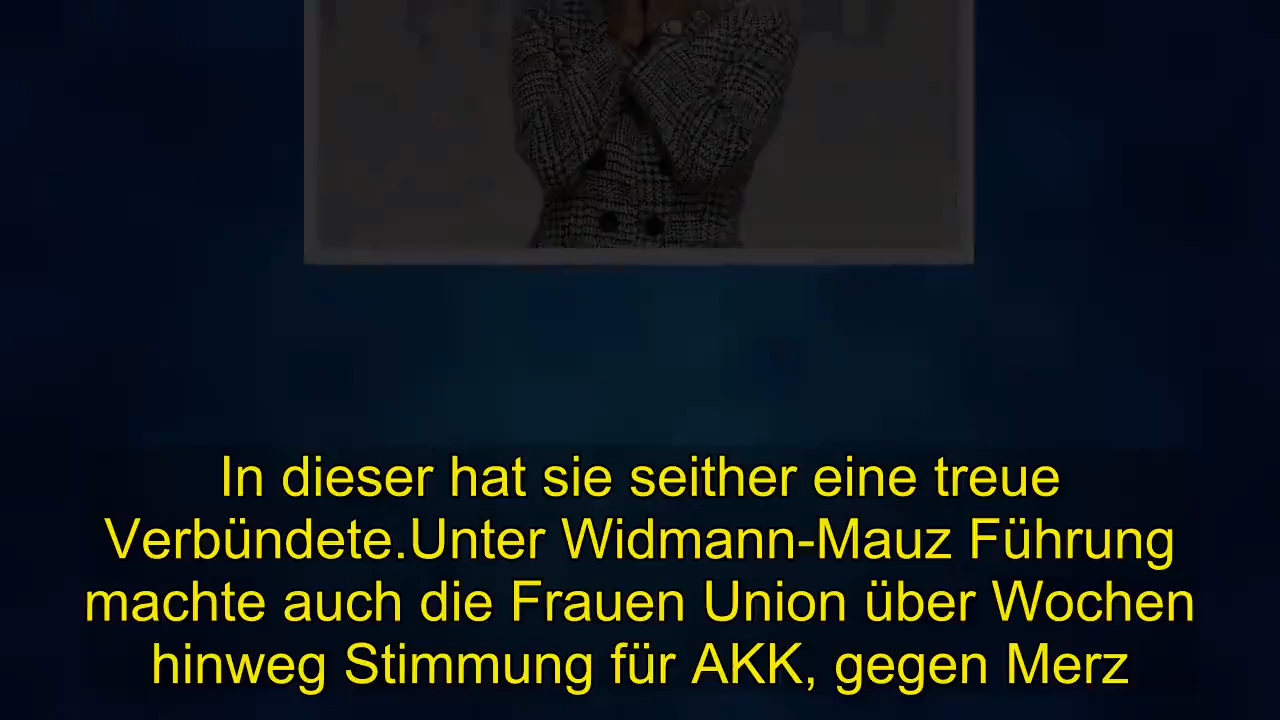 In dieser hat sie seither eine treue
Verbündete.Unter Widmann-Mauz Führung
machte auch die Frauen Union über Wochen
hinweg Stimmung für AKK, gegen Merz